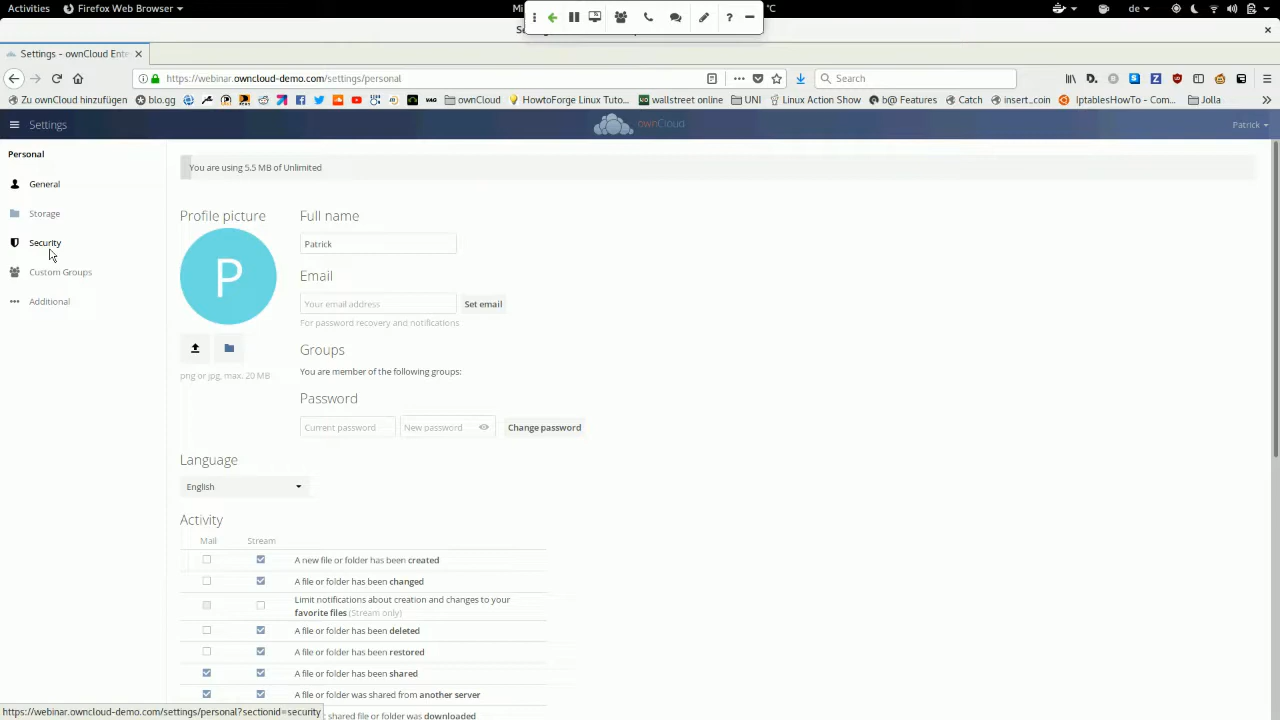 Activities
Firefox Web Browser
Mi
°C
de
Se
Settings - ownCloud Ente
https://webinar.owncloud-demo.com/settings/personal
Search
Zu ownCloud hinzufügen
blo.gg
ownCloud
HowtoForge Linux Tuto...
wallstreet online
UNI
Linux Action Show
b@ Features
Catch
insert_coin
IptablesHowTo - Com...
Jolla
Settings
ownCloud
Patrick
Personal
General
Storage
Security
Custom Groups
Additional
You are using 5.5 MB of Unlimited
Profile picture
P
png or jpg, max. 20 MB
Full name
Patrick
Email
Your email address
Set email
For password recovery and notifications
Groups
You are member of the following groups:
Password
Current password
New password
Change password
Language
English
Activity
Mail
Stream
A new file or folder has been created
A file or folder has been changed
Limit notifications about creation and changes to your
favorite files (Stream only)
A file or folder has been deleted
A file or folder has been restored
A file or folder has been shared
A file or folder was shared from another server
shared file or folder was downloaded
https://webinar.owncloud-demo.com/settings/personal?sectionid=security